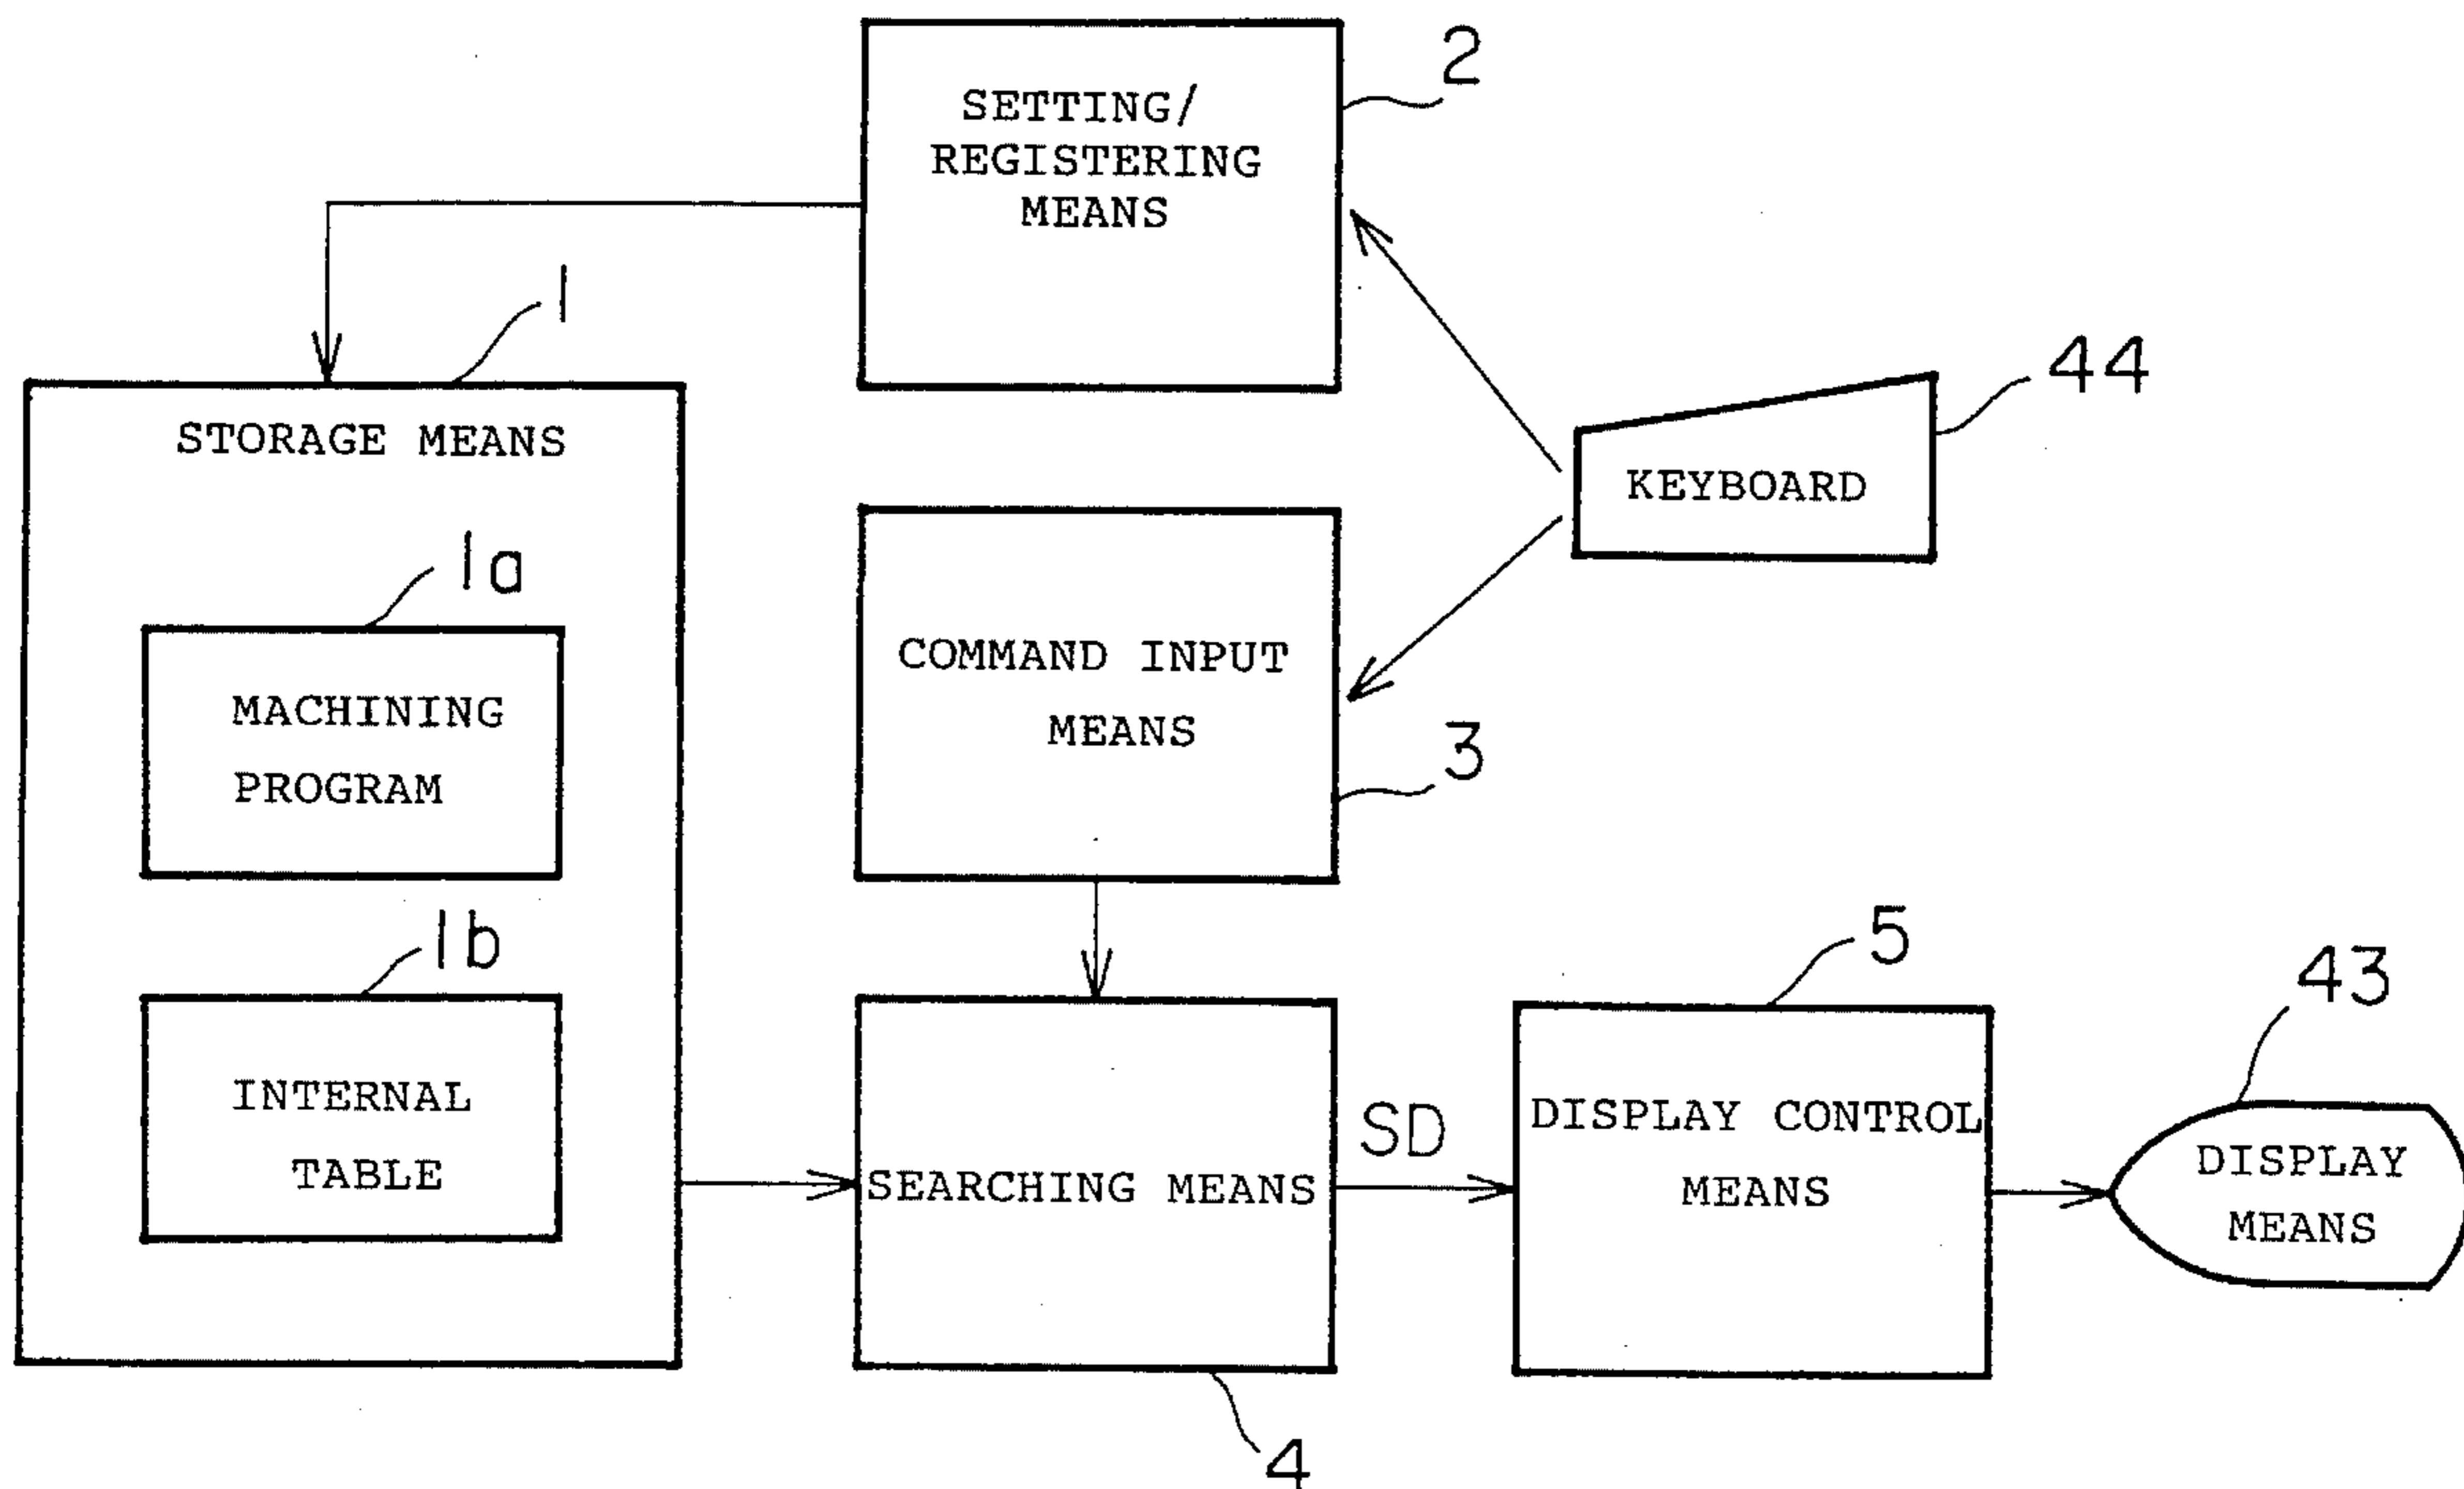 2
SETTING/
REGISTERING
MEANS
1
44
STORAGE MEANS
KEYBOARD
1a
COMMAND INPUT
MEANS
MACHINING
PROGRAM
3
1b
5
43
INTERNAL
TABLE
SD
DISPLAY CONTROL
MEANS
SEARCHING MEANS
DISPLAY
MEANS
4